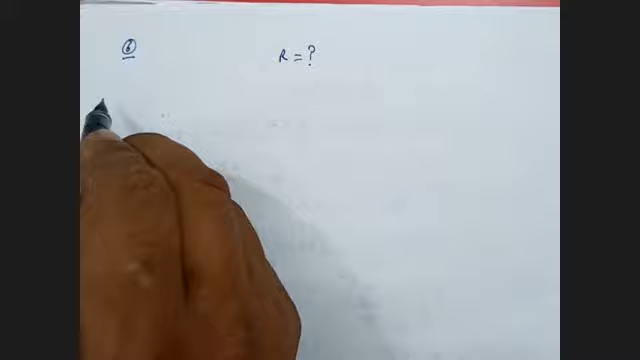 ⑥ R = ?